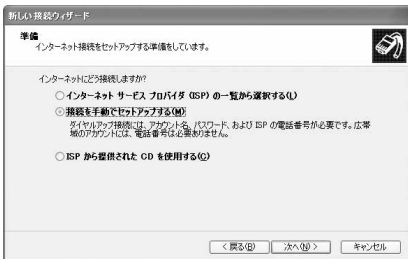 新しい接続ウィザード
準備
インターネット接続をセットアップする準備をしています。
インターネットにどう接続しますか?
インターネット サービス プロバイダ (ISP) の一覧から選択する(L)
接続を手動でセットアップする(M)
ダイヤルアップ接続には、アカウント名、パスワード、および ISP の電話番号が必要です。広帯
域のアカウントには、電話番号は必要ありません。
ISP から提供された CD を使用する(C)
< 戻る(B) 次へ(N) > キャンセル